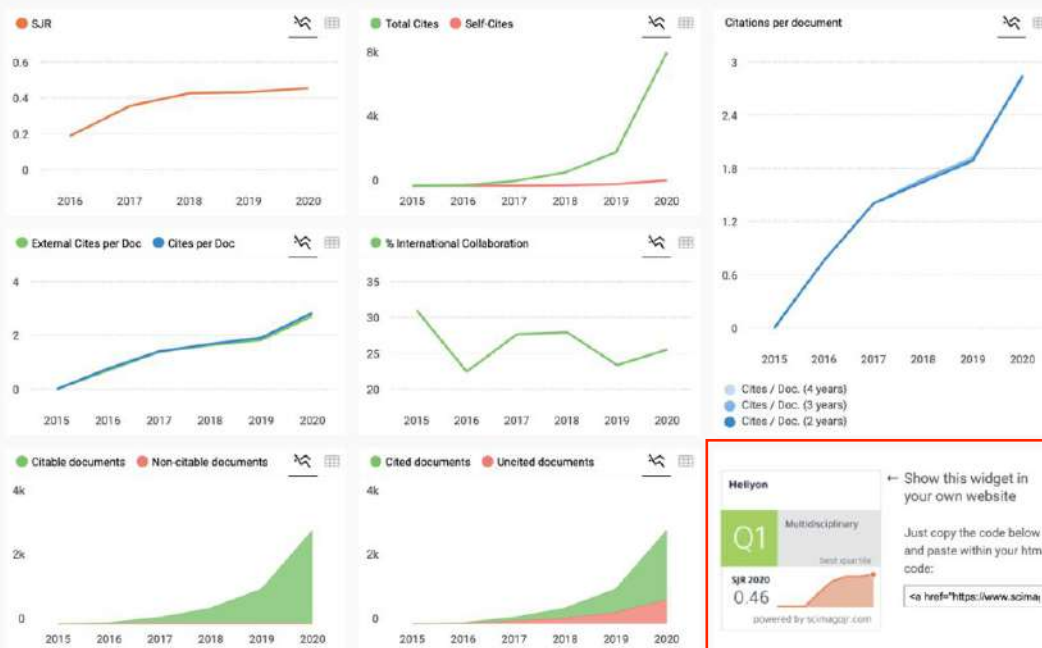 SJR
0.6
0.4
0.2
0
2016 2017 2018 2019 2020
Total Cites Self-Cites
8k
4k
0
2015 2016 2017 2018 2019 2020
Citations per document
3
2.4
1.8
1.2
0.6
0
2015 2016 2017 2018 2019 2020
Cites / Doc. (4 years)
Cites / Doc. (3 years)
Cites / Doc. (2 years)
External Cites per Doc Cites per Doc
4
2
0
2015 2016 2017 2018 2019 2020
% International Collaboration
35
30
25
20
2015 2016 2017 2018 2019 2020
Citable documents Non-citable documents
4k
2k
0
2015 2016 2017 2018 2019 2020
Cited documents Uncited documents
4k
2k
0
2015 2016 2017 2018 2019 2020
Heliyon
Q1
Multidisciplinary
best quartile
SJR 2020
0.46
powered by scimagojr.com
← Show this widget in
your own website
Just copy the code below
and paste within your htm
code:
<a href="https://www.scimag